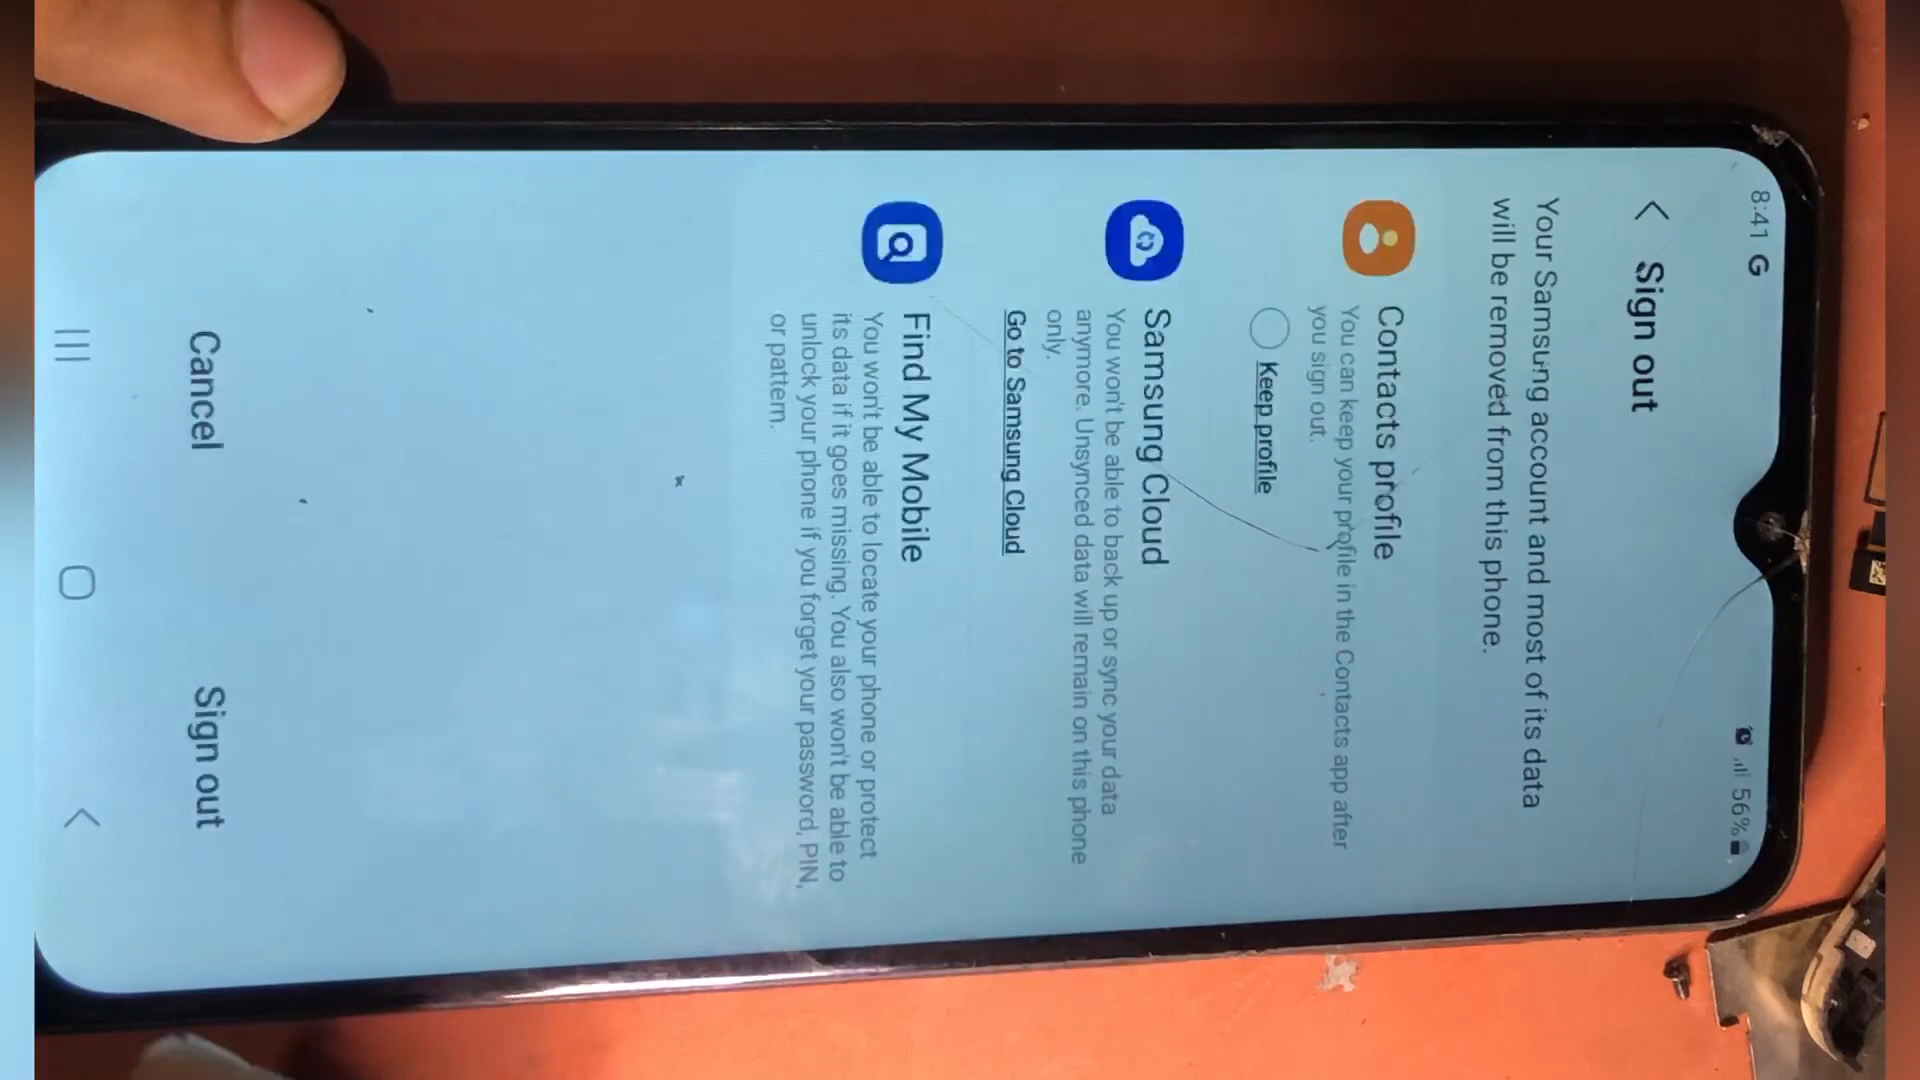 8:41 G
56%
Sign out
Your Samsung account and most of its data
will be removed from this phone.
Contacts profile
You can keep your profile in the Contacts app after
you sign out.
Keep profile
Samsung Cloud
You won't be able to back up or sync your data
anymore. Unsynced data will remain on this phone
only.
Go to Samsung Cloud
Find My Mobile
You won't be able to locate your phone or protect
its data if it goes missing. You also won't be able to
unlock your phone if you forget your password, PIN,
or pattern.
Cancel
Sign out